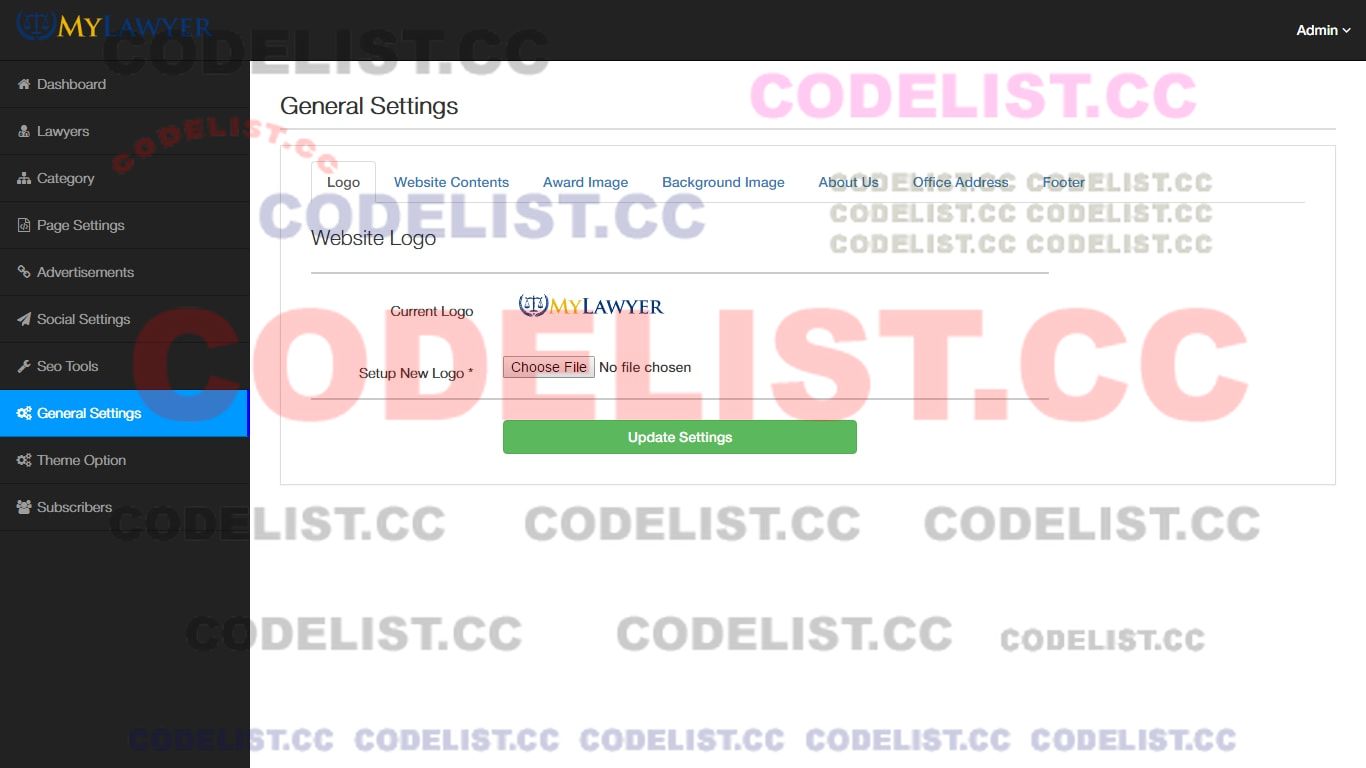 MYLAWYER
Admin
CODELIST.CC
Dashboard
CODELIST.CC
General Settings
Lawyers
CODELIST.CC
Category
Logo Website Contents Award Image Background Image About Us Office Address Footer
CODELIST.CC CODELIST.CC
CODELIST.CC
CODELIST.CC CODELIST.CC
Page Settings
Website Logo
CODELIST.CC CODELIST.CC
Advertisements
Current Logo MYLAWYER
Social Settings
CODELIST.CC
Seo Tools
Setup New Logo * Choose File No file chosen
General Settings
Update Settings
Theme Option
Subscribers
CODELIST.CC CODELIST.CC CODELIST.CC
CODELIST.CC CODELIST.CC CODELIST.CC
CODELIST.CC CODELIST.CC CODELIST.CC CODELIST.CC CODELIST.CC